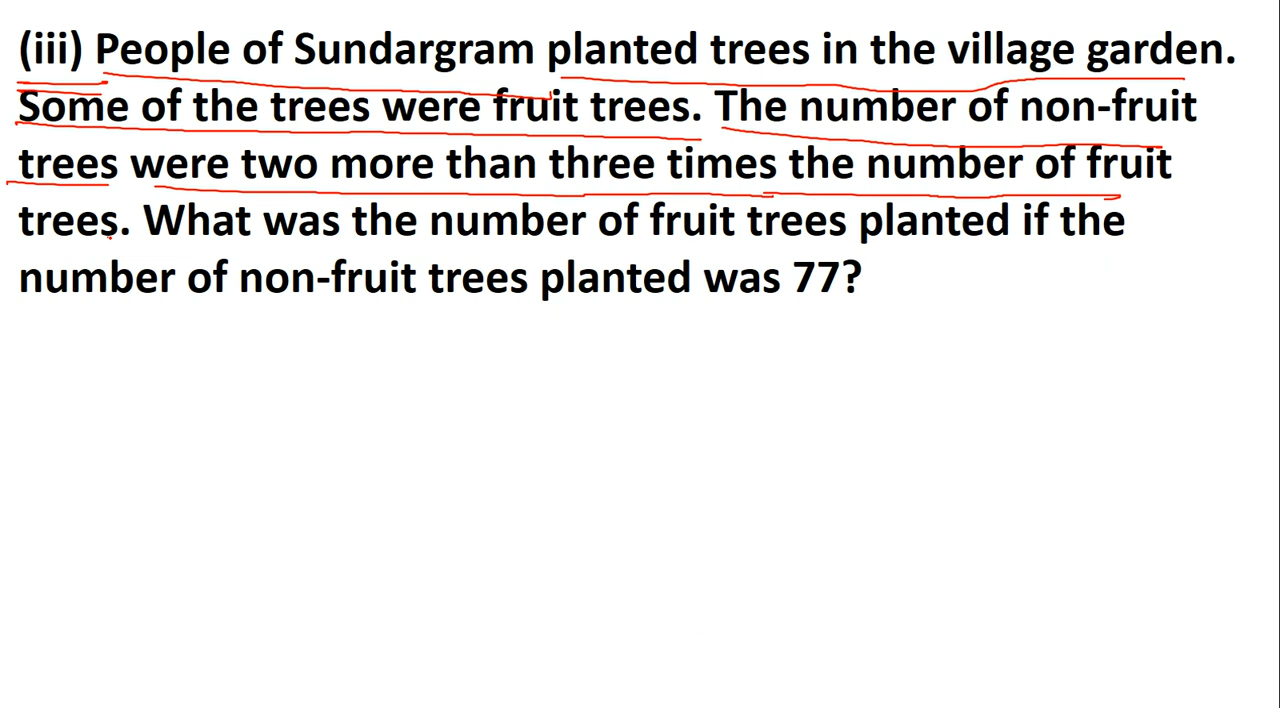 (iii) People of Sundargram planted trees in the village garden.
Some of the trees were fruit trees. The number of non-fruit
trees were two more than three times the number of fruit
trees. What was the number of fruit trees planted if the
number of non-fruit trees planted was 77?